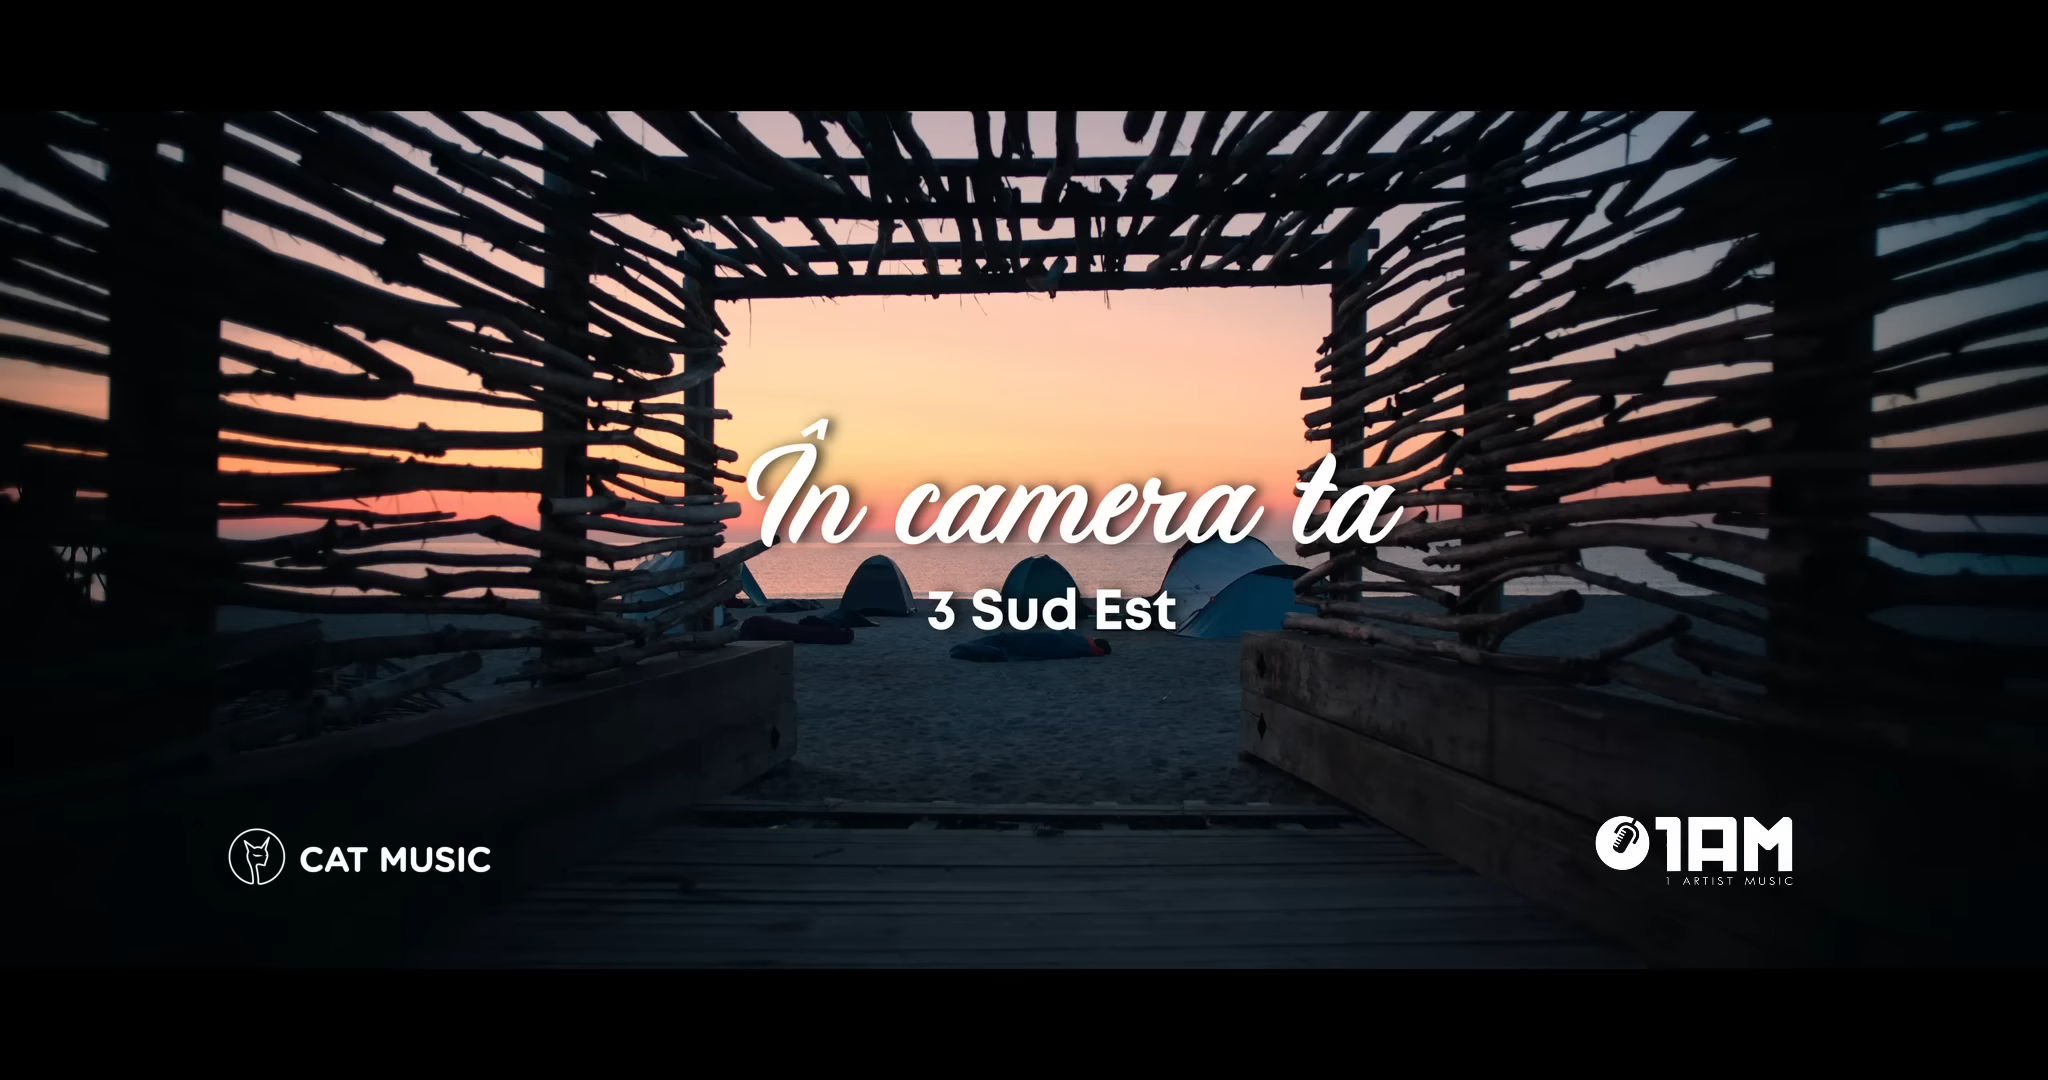 În camera ta
3 Sud Est
CAT MUSIC
1AM
1 ARTIST MUSIC